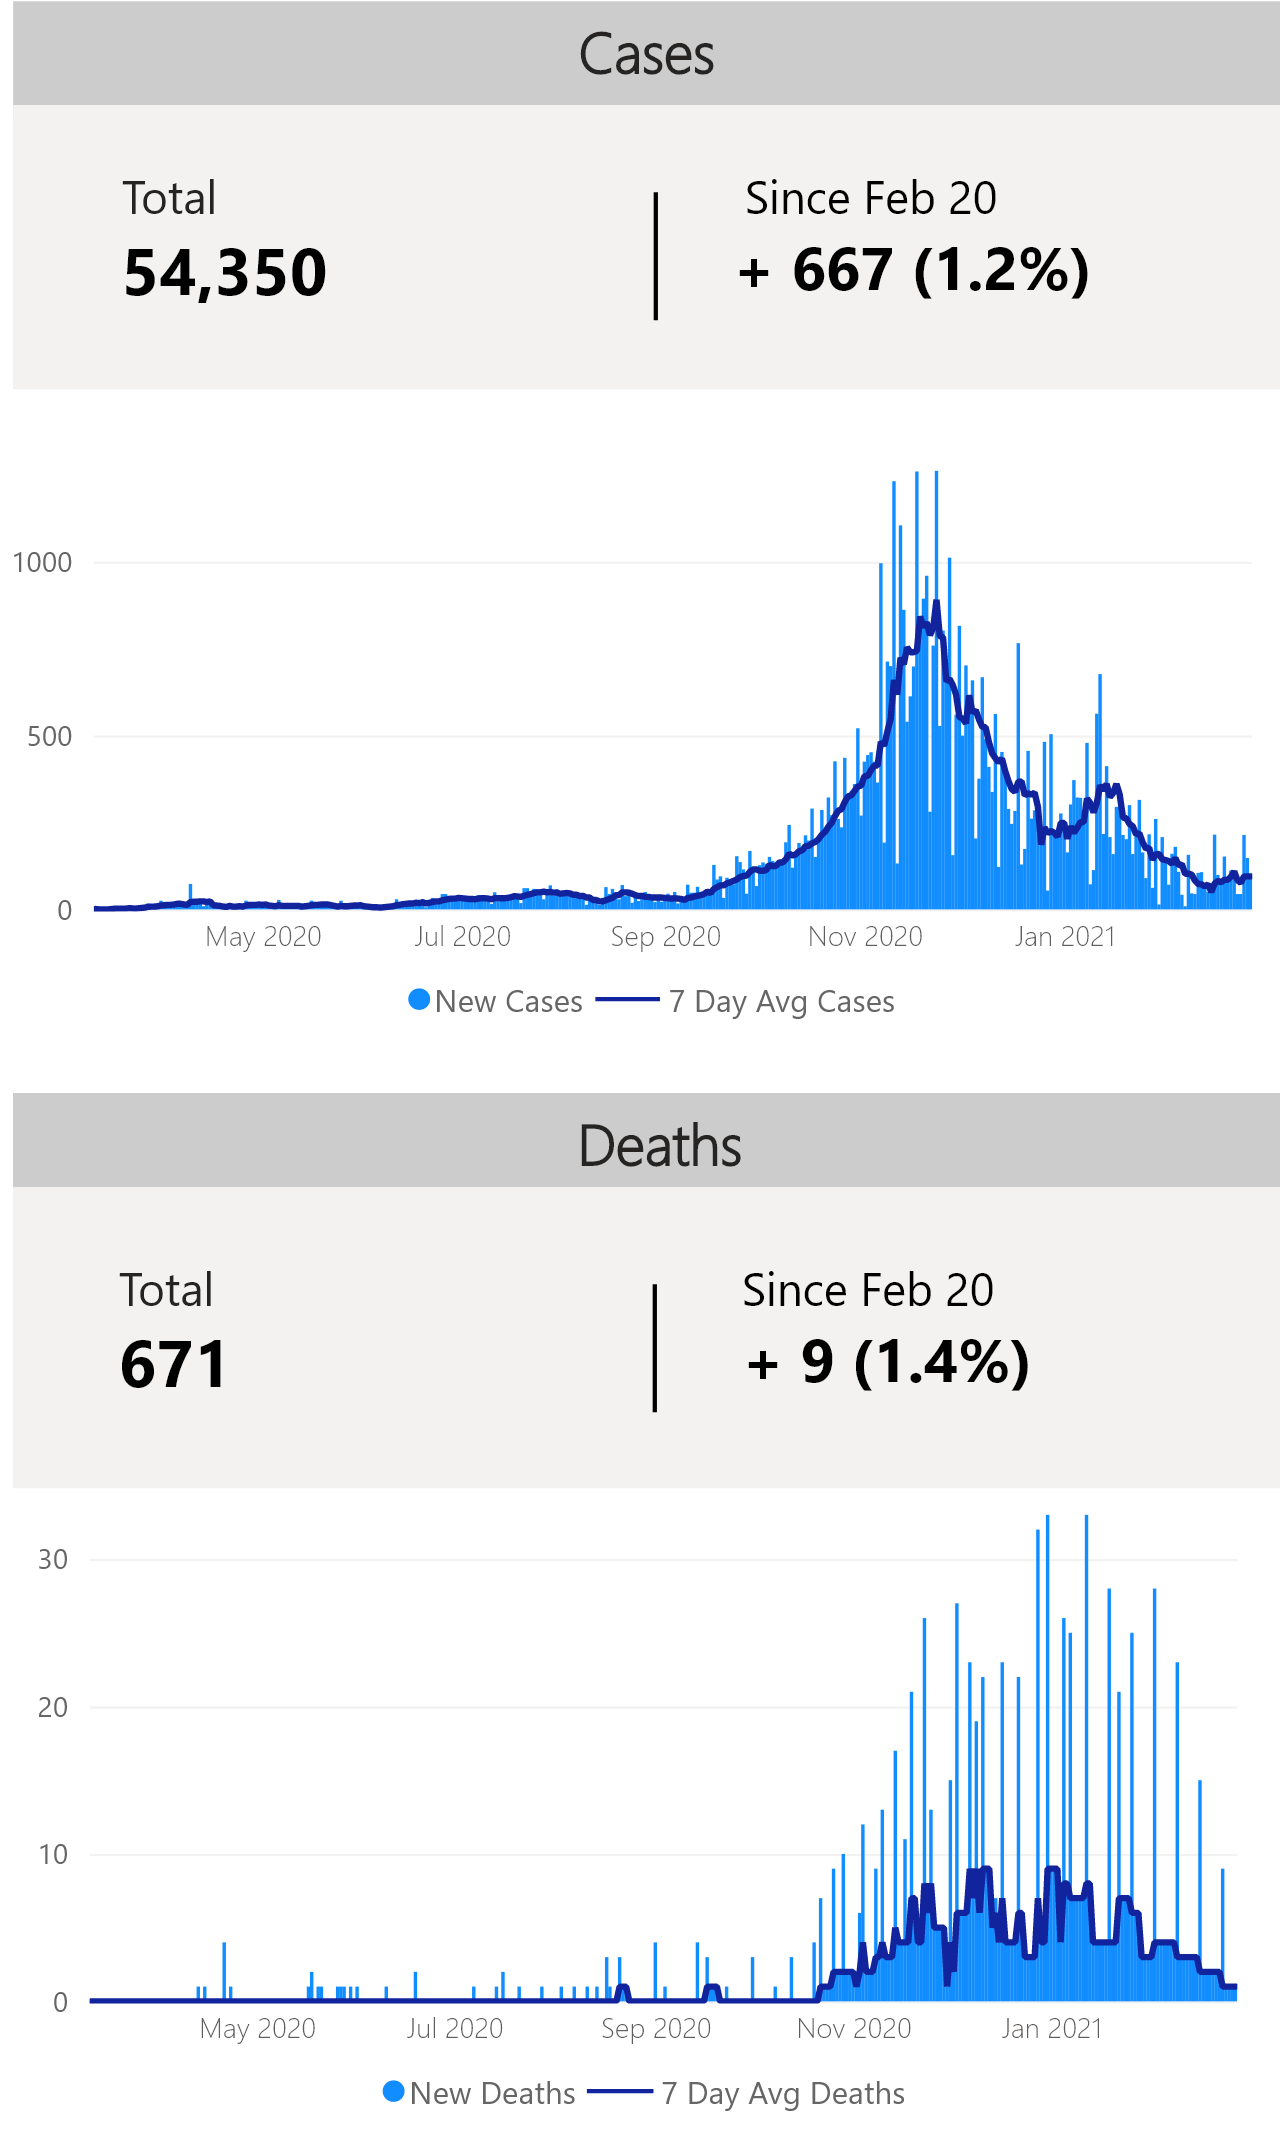 Cases
Total
Since Feb 20
54,350
+ 667 (1.2%)
1000
500
0
May 2020
Jul 2020
Sep 2020
Nov 2020
Jan 2021
New Cases
7 Day Avg Cases
Deaths
Total
Since Feb 20
671
+ 9 (1.4%)
30
20
10
0
May 2020
Jul 2020
Sep 2020
Nov 2020
Jan 2021
New Deaths
7 Day Avg Deaths